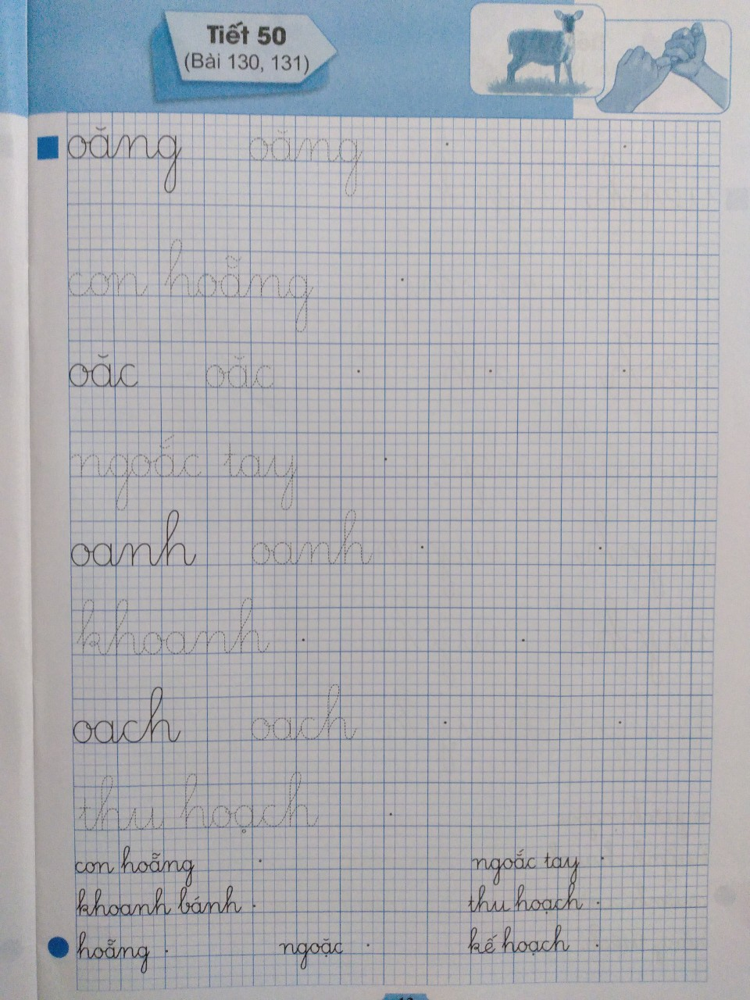 Tiết 50
(Bài 130, 131)
oăng oăng
con hoẵng
oăc oăc
ngoắc tay
oanh oanh
khoanh
oach oach
thu hoạch
con hoẵng ngoắc tay
khoanh bánh thu hoạch
hoẵng ngoặc kế hoạch